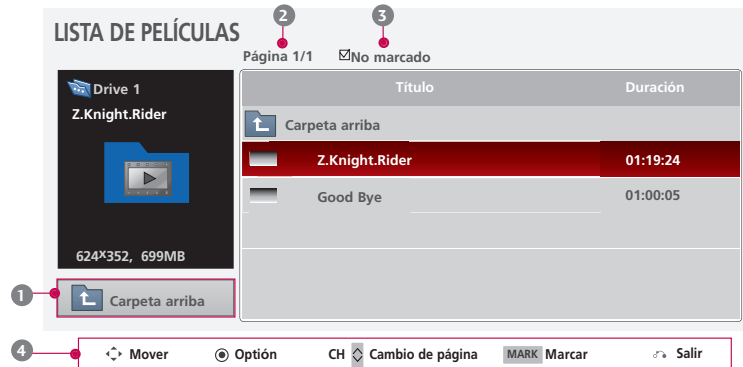 2 3
LISTA DE PELÍCULAS
Página 1/1 No marcado
Drive 1
Z.Knight.Rider
624x352, 699MB
Título Duración
Carpeta arriba
Z.Knight.Rider 01:19:24
Good Bye 01:00:05
1 Carpeta arriba
4 Mover Optión CH Cambio de página MARK Marcar Salir